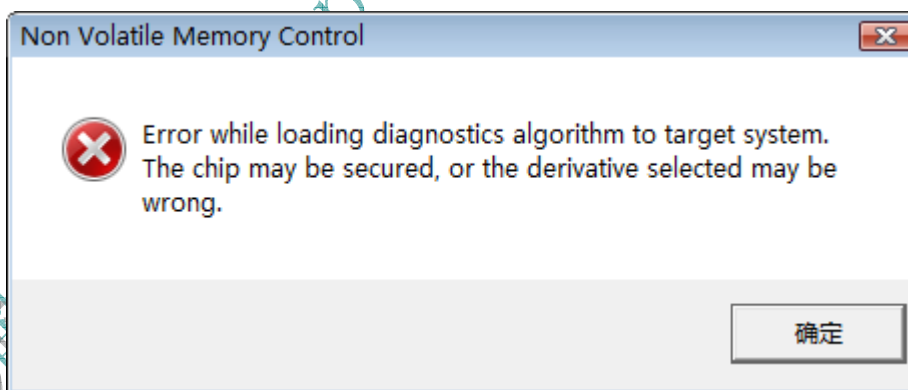 Non Volatile Memory Control
Error while loading diagnostics algorithm to target system.
The chip may be secured, or the derivative selected may be
wrong.
确定